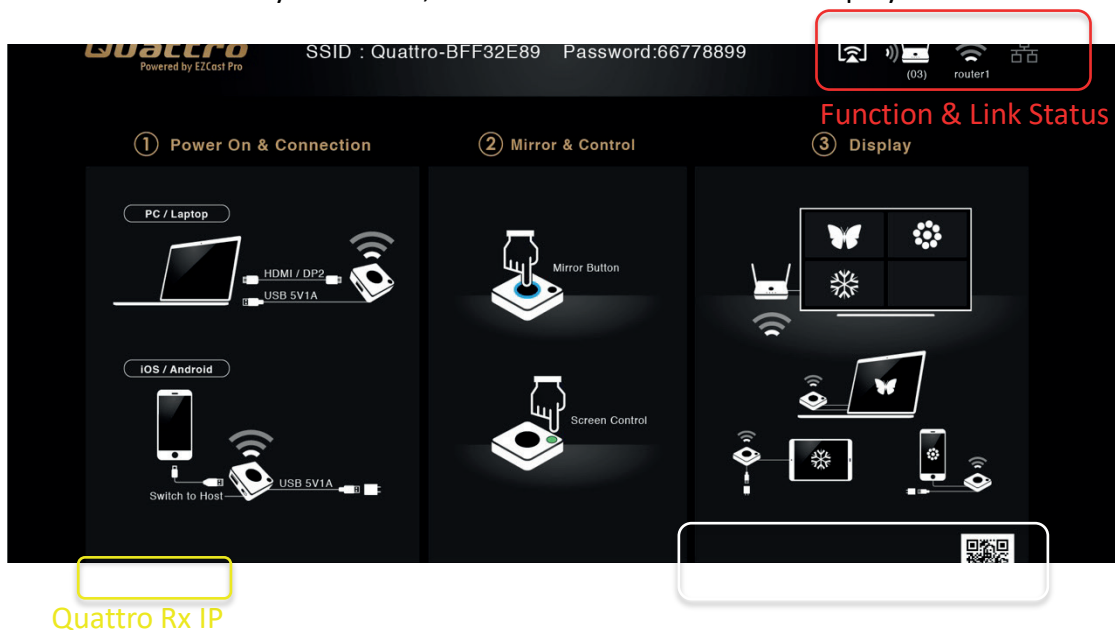 Quattro
Powered by EZCast Pro
SSID : Quattro-BFF32E89 Password:66778899
(03)
router1
Function & Link Status
1 Power On & Connection
2 Mirror & Control
3 Display
PC / Laptop
HDMI / DP2
USB 5V1A
Mirror Button
iOS / Android
Screen Control
USB 5V1A
Switch to Host
Quattro Rx IP